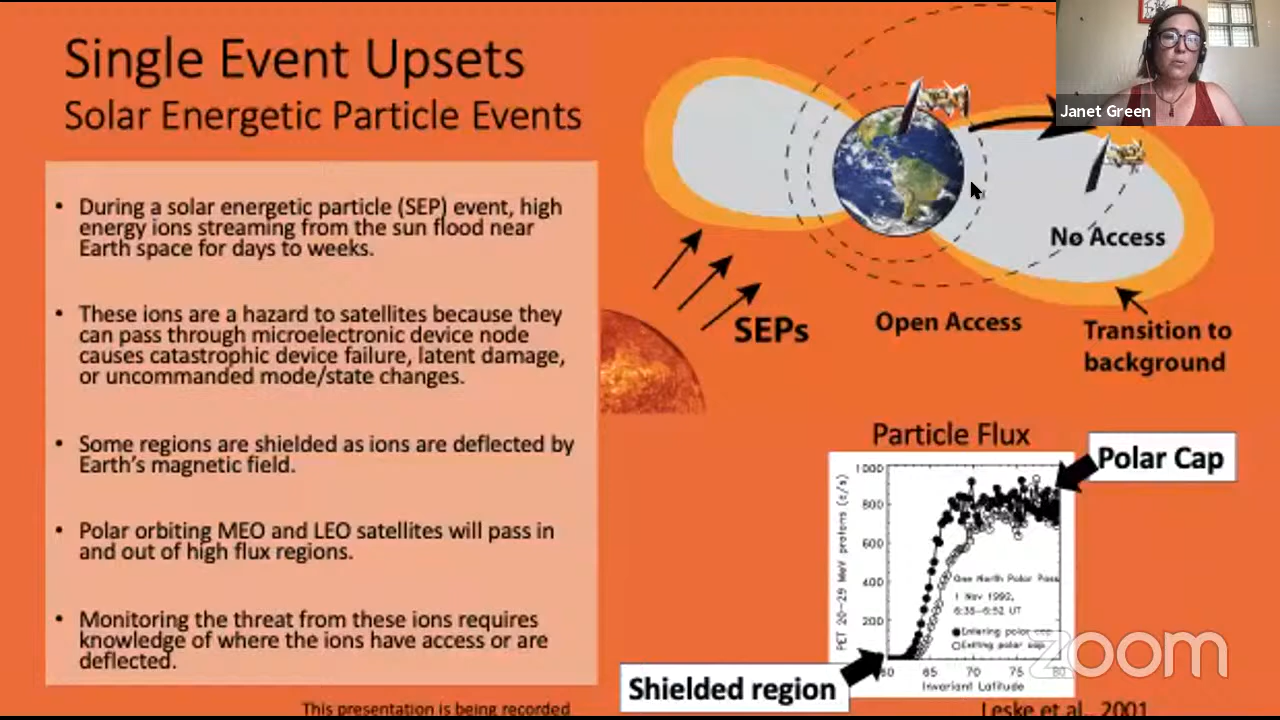 Single Event Upsets
Solar Energetic Particle Events
• During a solar energetic particle (SEP) event, high
energy ions streaming from the sun flood near
Earth space for days to weeks.
• These ions are a hazard to satellites because they
can pass through microelectronic device node
causes catastrophic device failure, latent damage,
or uncommanded mode/state changes.
• Some regions are shielded as ions are deflected by
Earth's magnetic field.
• Polar orbiting MEO and LEO satellites will pass in
and out of high flux regions.
• Monitoring the threat from these ions requires
knowledge of where the ions have access or are
deflected.
This presentation is being recorded
Janet Green
No Access
SEPs
Open Access
Transition to
background
Particle Flux
Polar Cap
1000
800
600
400
200
PET 20-29 MeV protons (c/s)
One North Polar Pass
1 Nov 1992,
6:38-6:52 UT
Entering polar cap
Exiting polar cap
60 65 70 75 80
Invariant Latitude
Shielded region
zoom
Leske et al., 2001